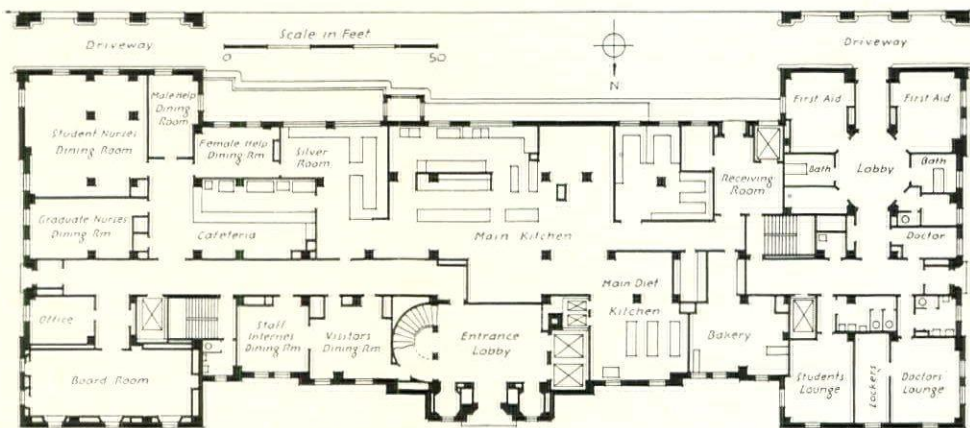 Scale in Feet
0
50
N
Driveway
Driveway
Student Nurses
Dining Room
Male Help
Dining
Room
Female Help
Dining Rm
Silver
Room
Graduate Nurses
Dining Rm
Cafeteria
Main Kitchen
Receiving
Room
First Aid
First Aid
Bath
Lobby
Bath
Doctor
Office
Board Room
Staff
Internes
Dining Rm
Visitors
Dining Rm
Entrance
Lobby
Main Diet
Kitchen
Bakery
Students
Lounge
Lockers
Doctors
Lounge